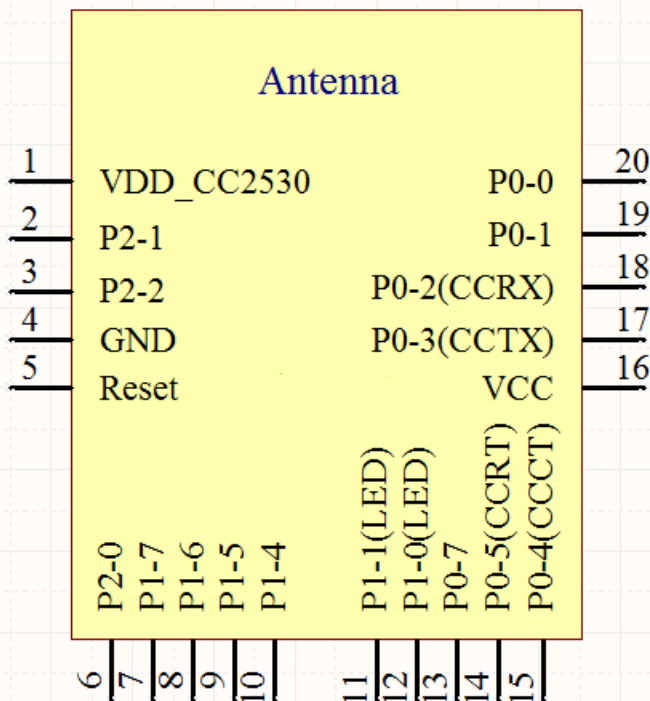 Antenna
1 VDD_CC2530 P0-0 20
2 P2-1 P0-1 19
3 P2-2 P0-2(CCRX) 18
4 GND P0-3(CCTX) 17
5 Reset VCC 16
P2-0 6
P1-7 7
P1-6 8
P1-5 9
P1-4 10
P1-1(LED) 11
P1-0(LED) 12
P0-7 13
P0-5(CCRT) 14
P0-4(CCCT) 15